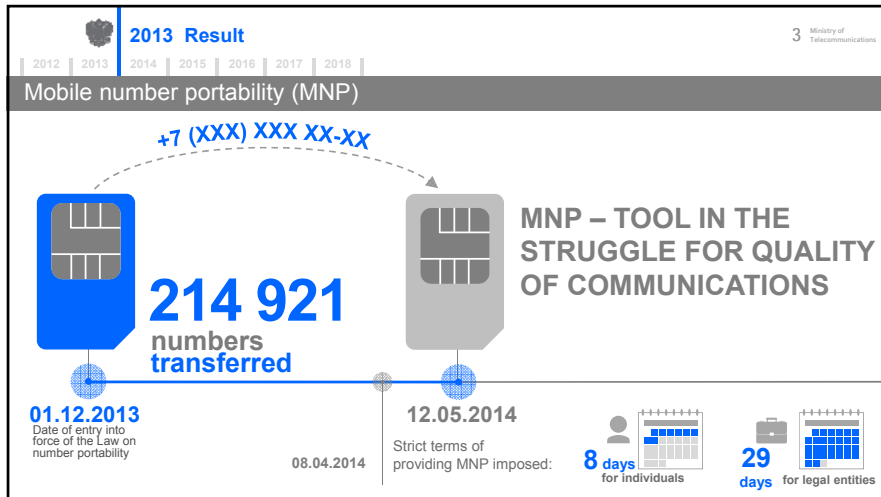 2013 Result
3 Ministry of
Telecommunications
2012 2013 2014 2015 2016 2017 2018
Mobile number portability (MNP)
+7 (XXX) XXX XX-XX
MNP – TOOL IN THE
STRUGGLE FOR QUALITY
OF COMMUNICATIONS
214 921
numbers
transferred
01.12.2013
Date of entry into
force of the Law on
number portability
08.04.2014
12.05.2014
Strict terms of
providing MNP imposed:
8 days
for individuals
29
days for legal entities